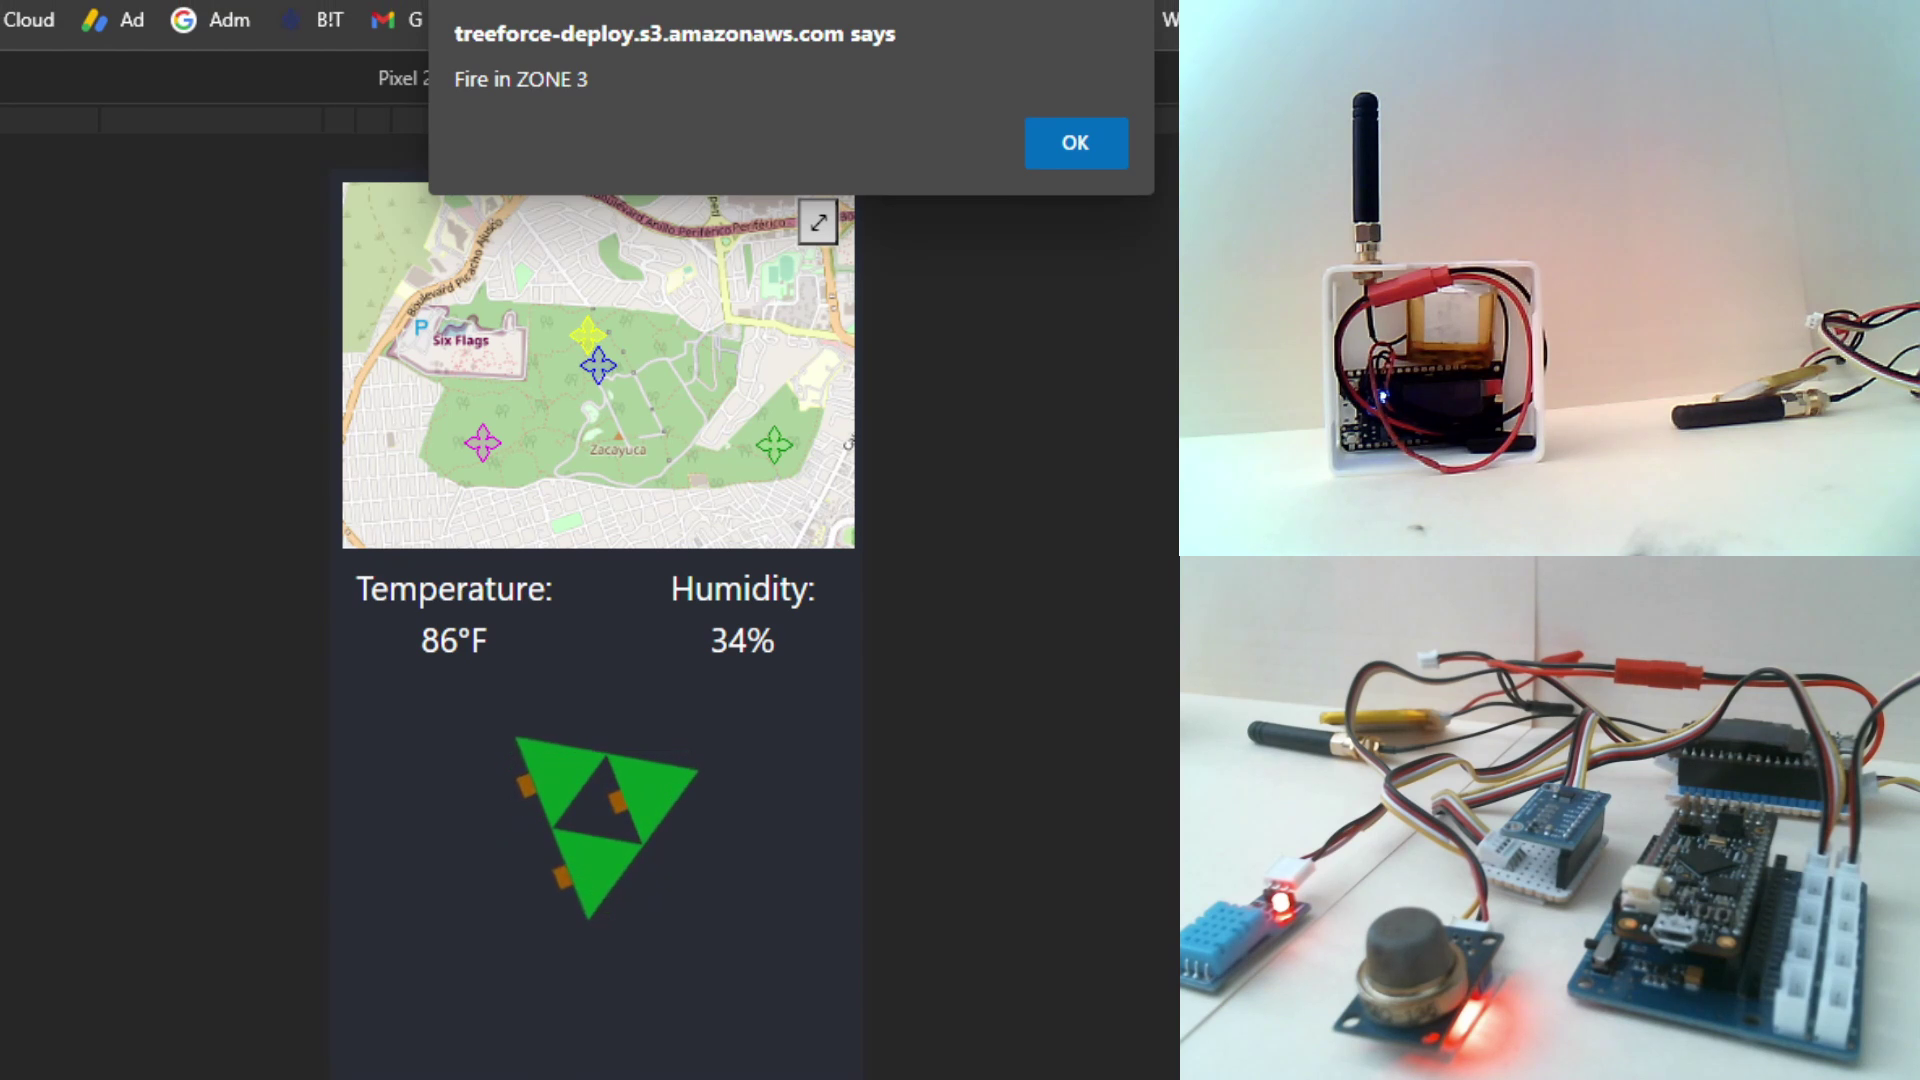 Cloud Ad Adm B!T G
treeforce-deploy.s3.amazonaws.com says
Fire in ZONE 3
OK
Pixel 2
Boulevard Anillo Periférico Periférico
Boulevard Picacho Ajusco
P
Six Flags
Zacayuca
Temperature: Humidity:
86°F 34%